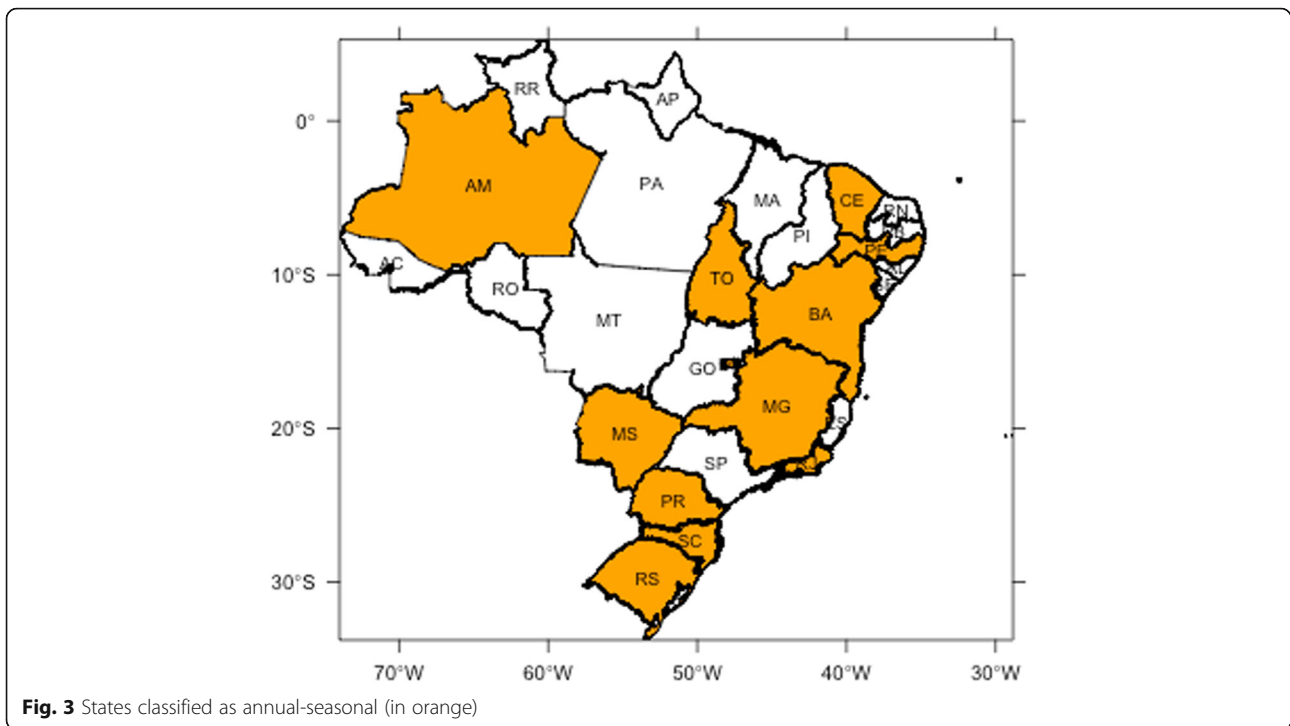 RR
AP
0°
AM
PA
MA
CE
RN
PI
PE
AC
TO
10°S
RO
BA
MT
GO
MG
MS
20°S
SP
PR
SC
RS
30°S
70°W 60°W 50°W 40°W 30°W
Fig. 3 States classified as annual-seasonal (in orange)